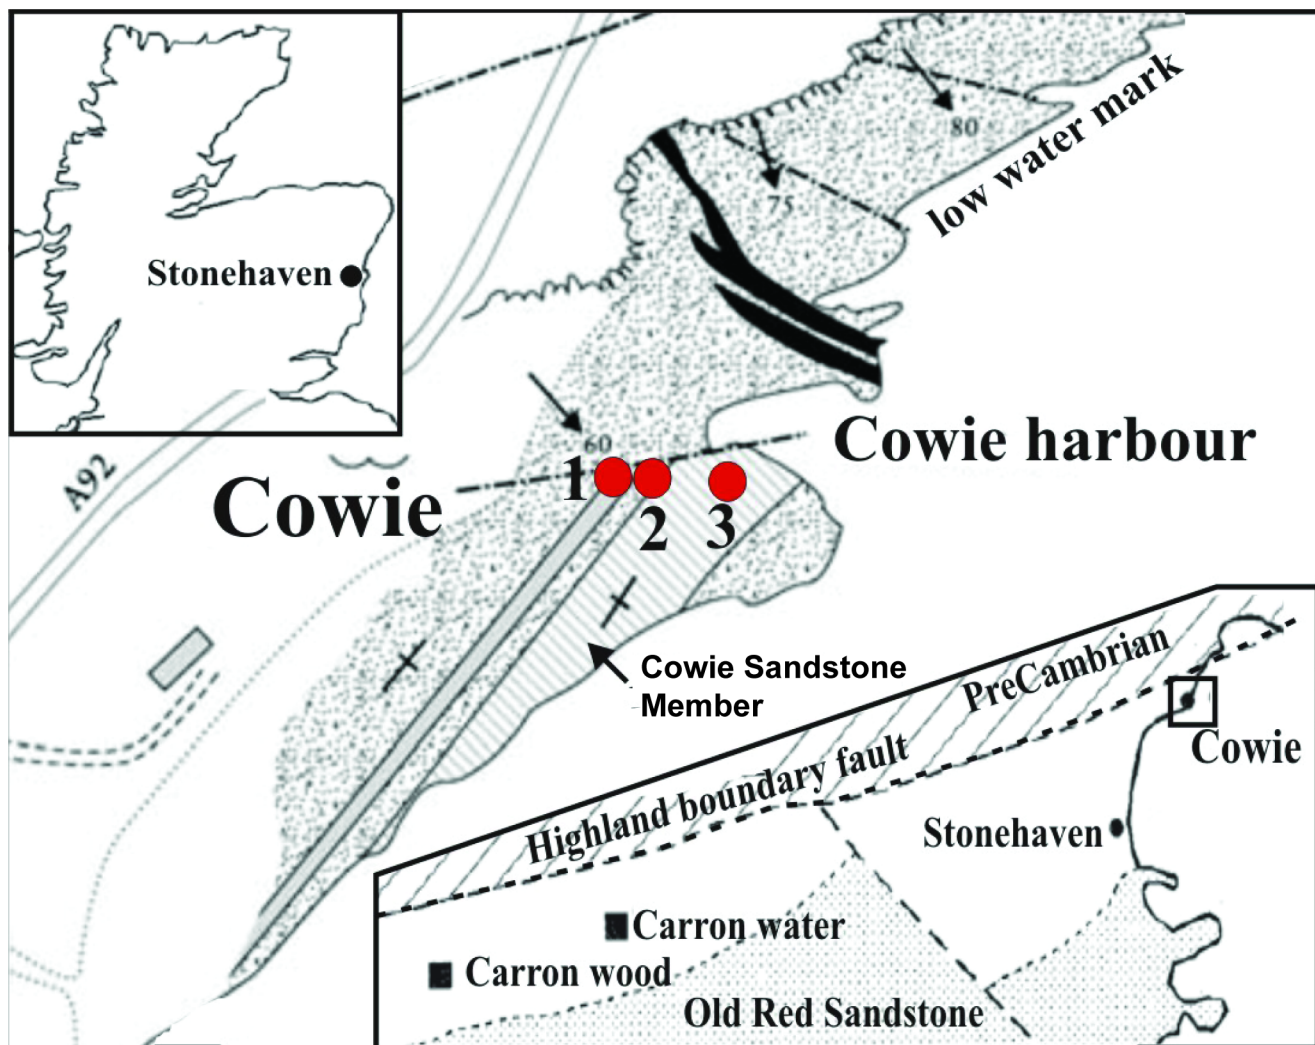 80
low water mark
75
Stonehaven
60
Cowie harbour
A92
Cowie
1
2
3
Cowie Sandstone
Member
PreCambrian
Cowie
Highland boundary fault
Stonehaven
Carron water
Carron wood
Old Red Sandstone